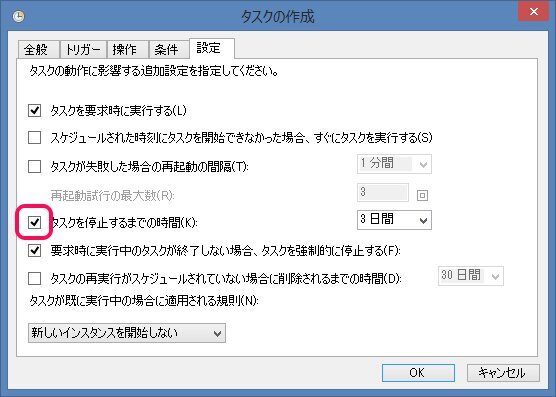 タスクの作成
全般 トリガー 操作 条件 設定
タスクの動作に影響する追加設定を指定してください。
タスクを要求時に実行する(L)
スケジュールされた時刻にタスクを開始できなかった場合、すぐにタスクを実行する(S)
タスクが失敗した場合の再起動の間隔(T): 1 分間
再起動試行の最大数(R): 3 回
タスクを停止するまでの時間(K): 3 日間
要求時に実行中のタスクが終了しない場合、タスクを強制的に停止する(F)
タスクの再実行がスケジュールされていない場合に削除されるまでの時間(D): 30 日間
タスクが既に実行中の場合に適用される規則(N):
新しいインスタンスを開始しない
OK キャンセル